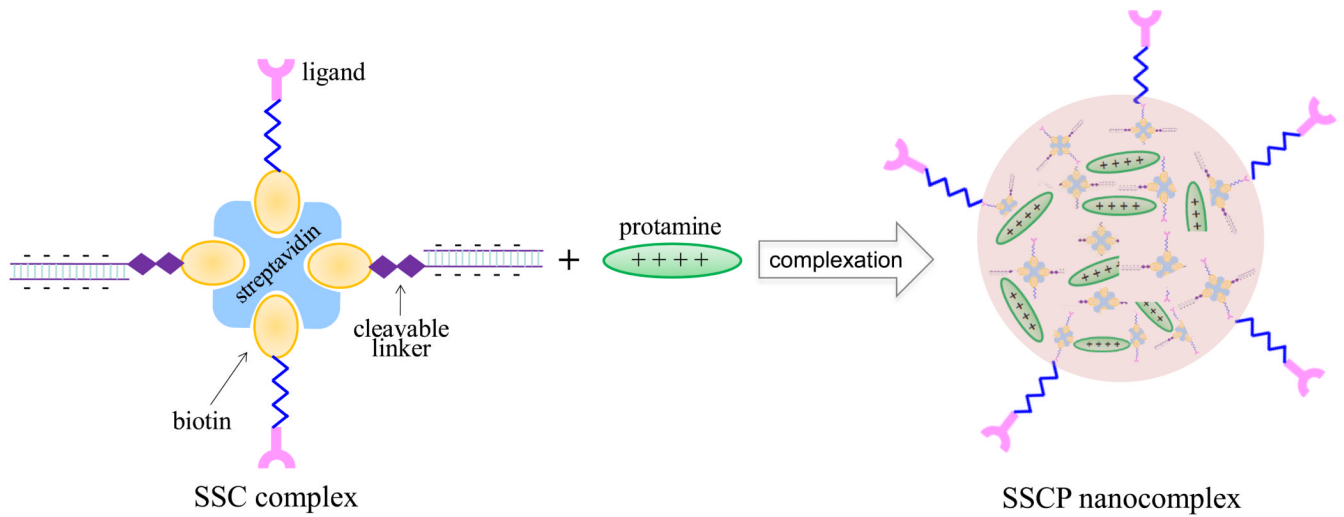 ligand
streptavidin
- - - - -
- - - - -
- - - - -
- - - - -
+
protamine
++++
complexation
cleavable
linker
biotin
++++
++++
++++
+++
++++
++++
++++
++++
++++
SSC complex
SSCP nanocomplex